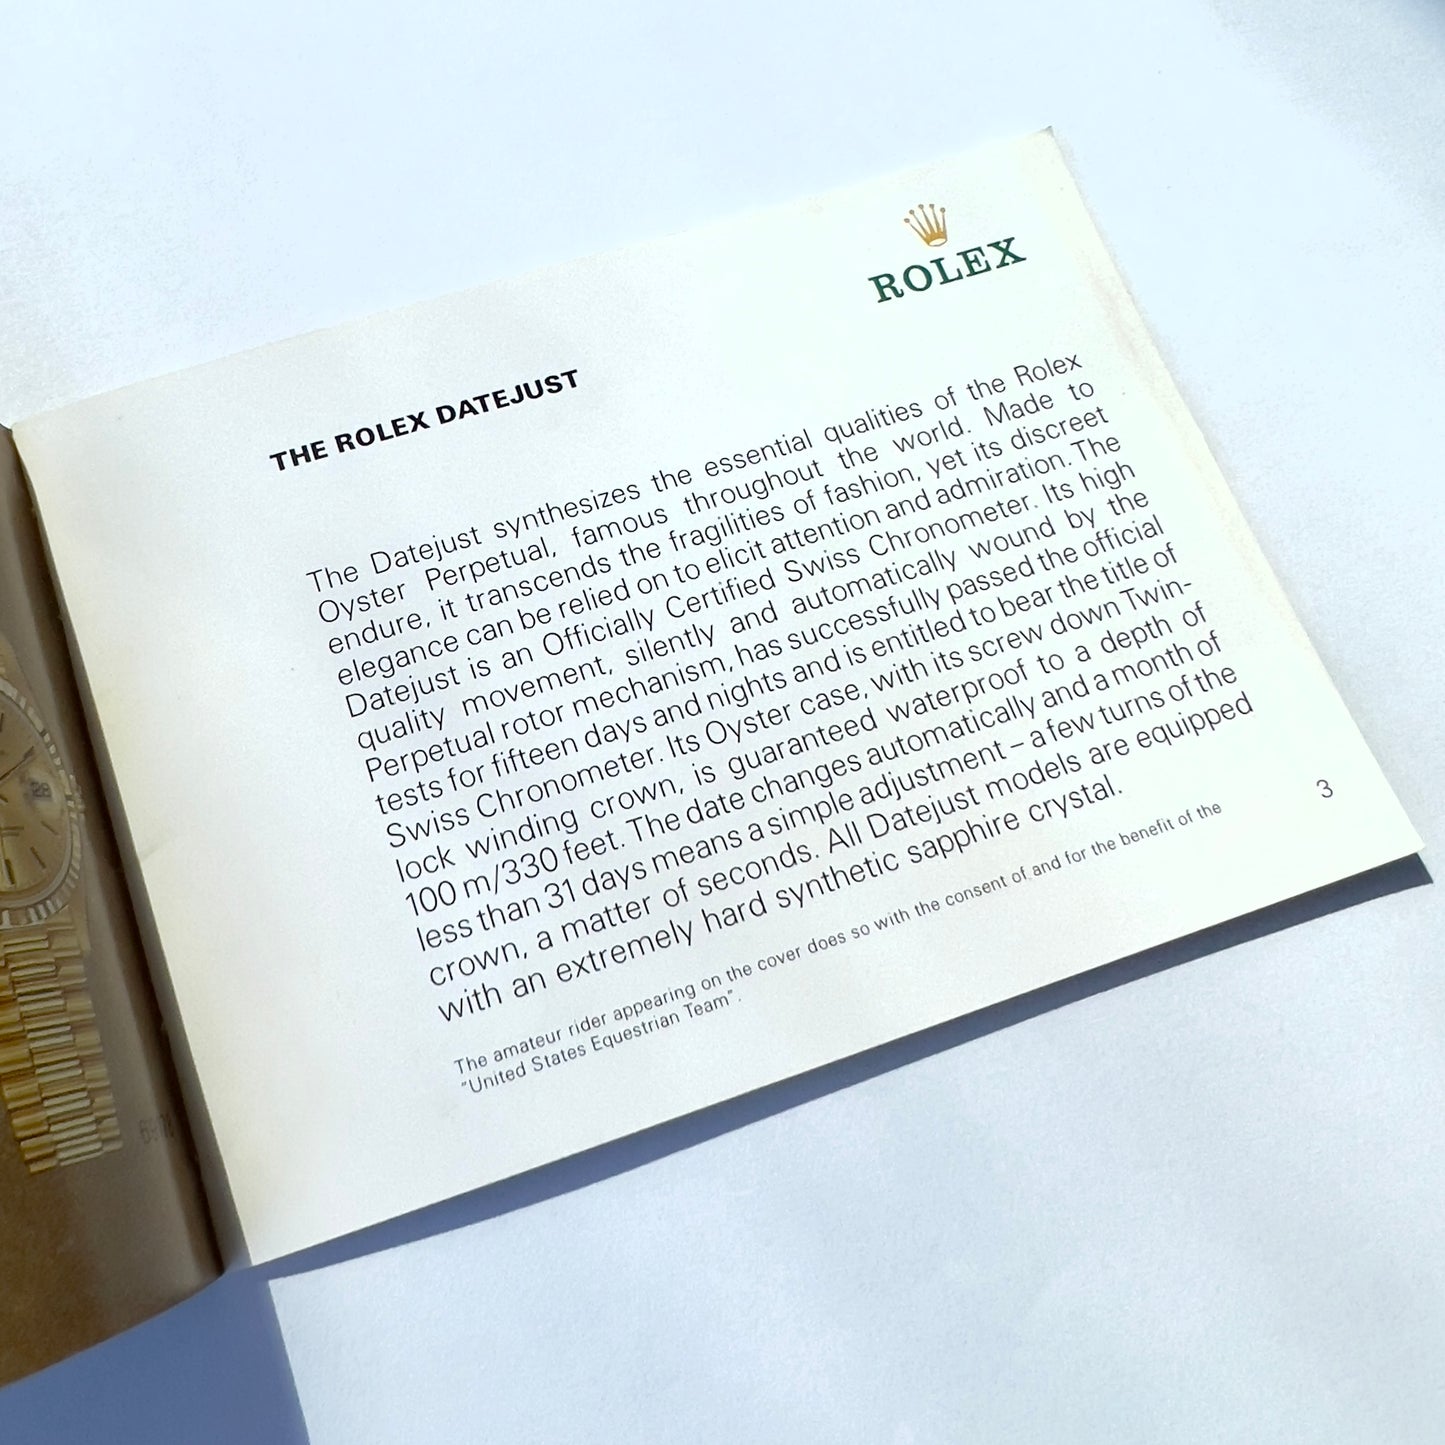 ROLEX
THE ROLEX DATEJUST
The Datejust synthesizes the essential qualities of the Rolex
Oyster Perpetual, famous throughout the world. Made to
endure, it transcends the fragilities of fashion, yet its discreet
elegance can be relied on to elicit attention and admiration. The
Datejust is an Officially Certified Swiss Chronometer. Its high
quality movement, silently and automatically wound by the
Perpetual rotor mechanism, has successfully passed the official
tests for fifteen days and nights and is entitled to bear the title of
Swiss Chronometer. Its Oyster case, with its screw down Twin-
lock winding crown, is guaranteed waterproof to a depth of
100 m/330 feet. The date changes automatically and a month of
less than 31 days means a simple adjustment – a few turns of the
crown, a matter of seconds. All Datejust models are equipped
with an extremely hard synthetic sapphire crystal.
The amateur rider appearing on the cover does so with the consent of and for the benefit of the
"United States Equestrian Team".
3